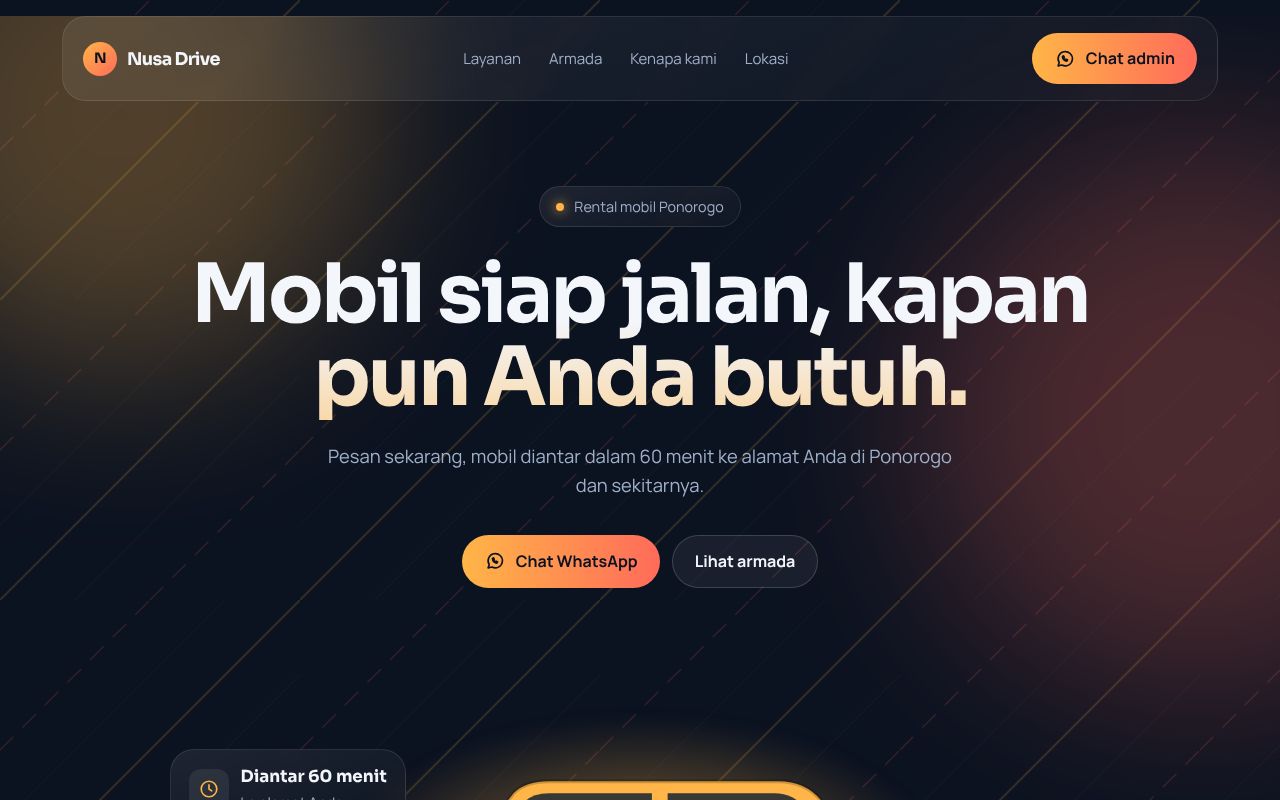 N
Nusa Drive
Layanan
Armada
Kenapa kami
Lokasi
Chat admin
Rental mobil Ponorogo
Mobil siap jalan, kapan
pun Anda butuh.
Pesan sekarang, mobil diantar dalam 60 menit ke alamat Anda di Ponorogo
dan sekitarnya.
Chat WhatsApp
Lihat armada
Diantar 60 menit